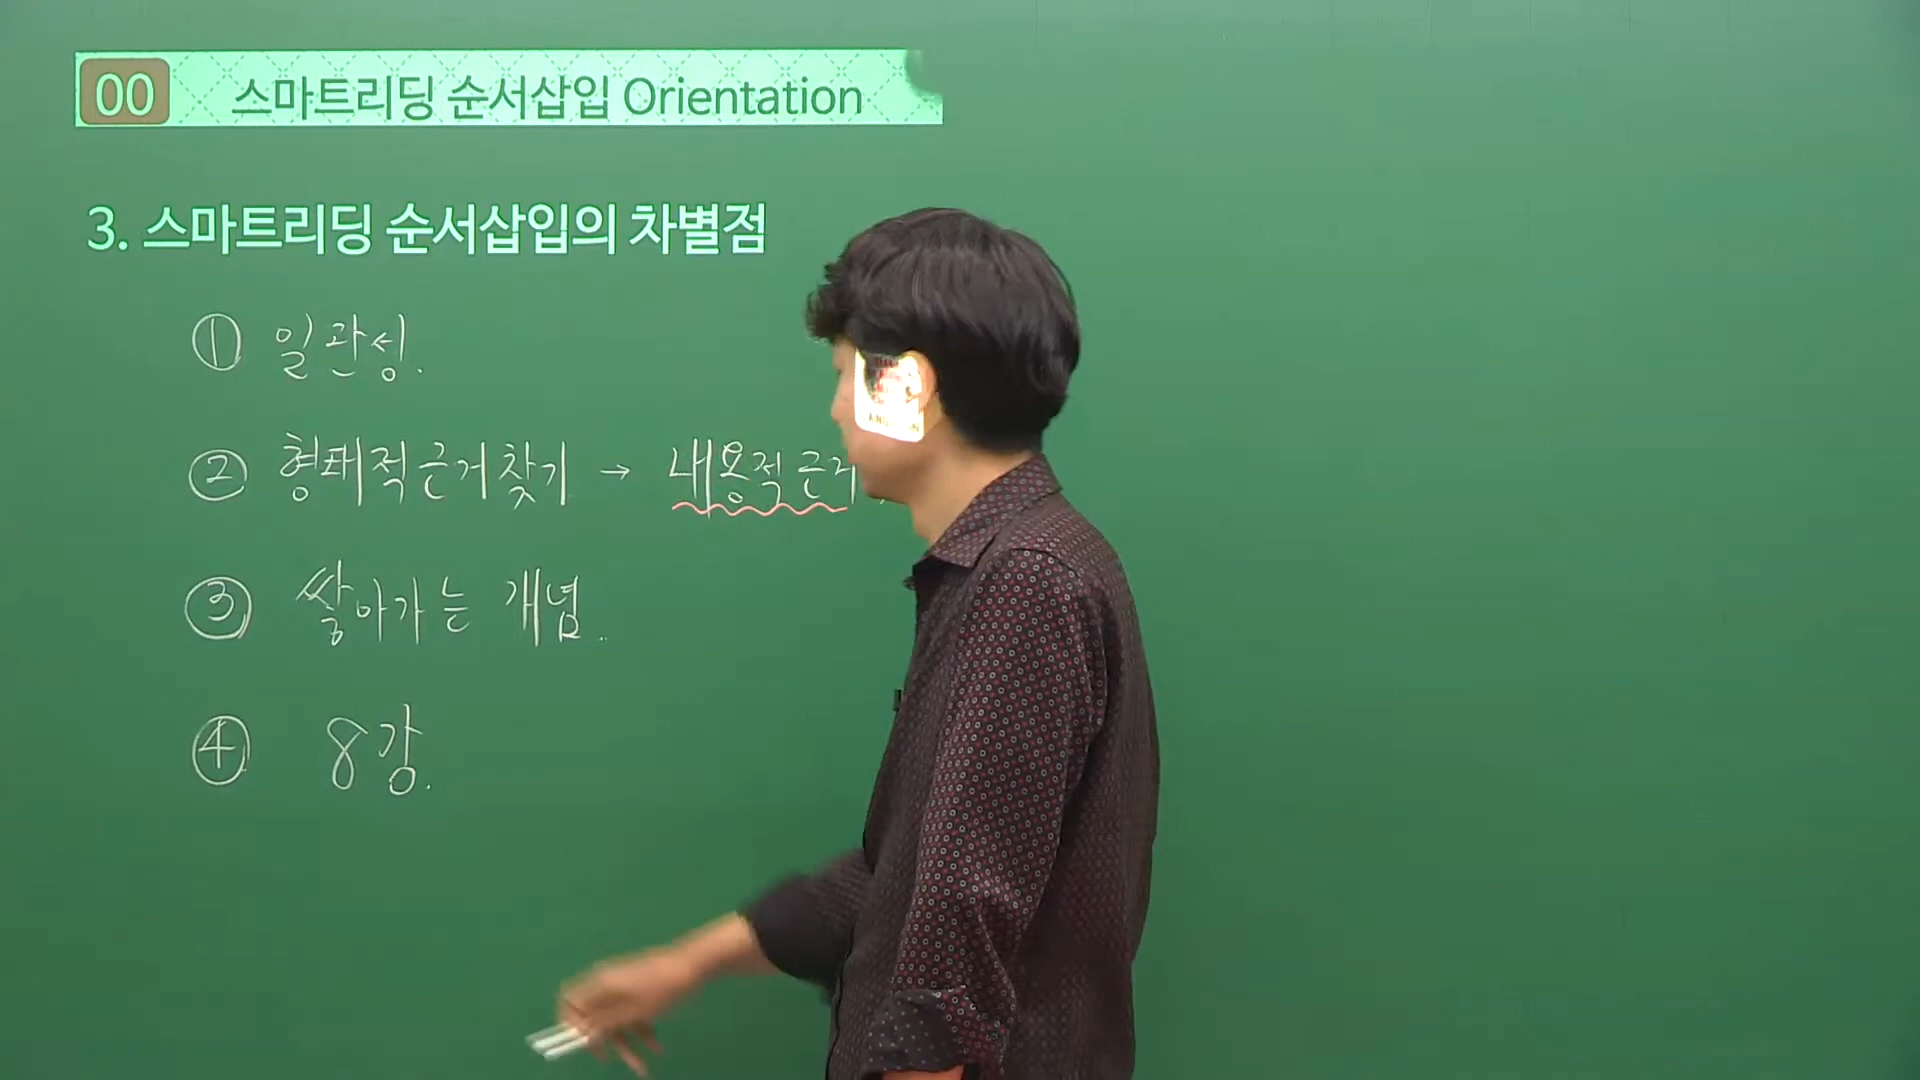 00 스마트리딩 순서삽입 Orientation
3. 스마트리딩 순서삽입의 차별점
① 일관성.
② 형태적 근거 찾기 → 내용적 근거
③ 쌓아가는 개념.
④ 8강.